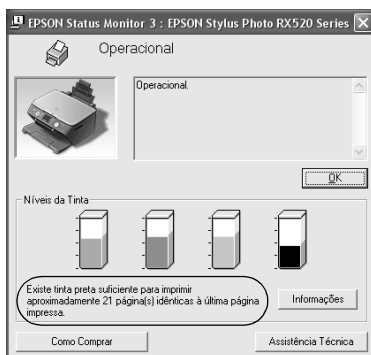 EPSON Status Monitor 3 : EPSON Stylus Photo RX520 Series
Operacional
Operacional.
OK
Níveis da Tinta
Existe tinta preta suficiente para imprimir
aproximadamente 21 página(s) idênticas à última página
impressa.
Informações
Como Comprar
Assistência Técnica